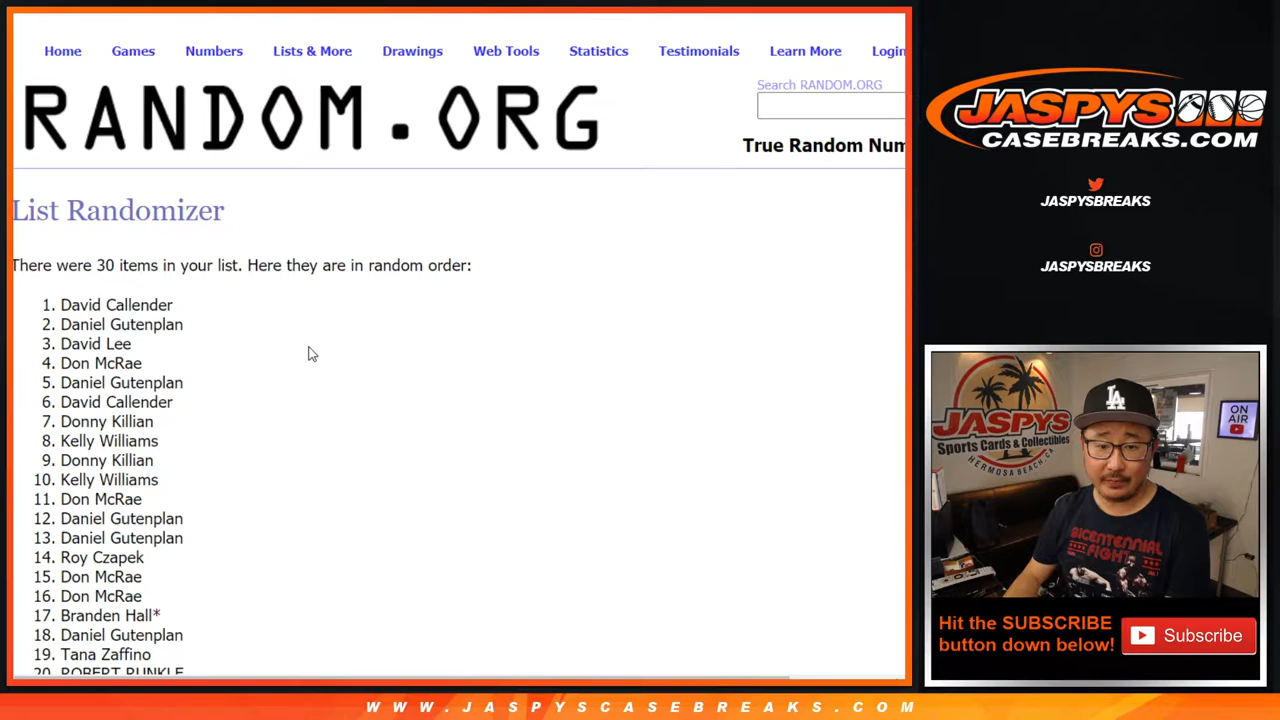 Home Games Numbers Lists & More Drawings Web Tools Statistics Testimonials Learn More Login
RANDOM.ORG
Search RANDOM.ORG
True Random Num
List Randomizer
There were 30 items in your list. Here they are in random order:
1. David Callender
2. Daniel Gutenplan
3. David Lee
4. Don McRae
5. Daniel Gutenplan
6. David Callender
7. Donny Killian
8. Kelly Williams
9. Donny Killian
10. Kelly Williams
11. Don McRae
12. Daniel Gutenplan
13. Daniel Gutenplan
14. Roy Czapek
15. Don McRae
16. Don McRae
17. Branden Hall*
18. Daniel Gutenplan
19. Tana Zaffino
20. ROBERT RUNKLE
JASPYS
CASEBREAKS.COM
JASPYSBREAKS
JASPYSBREAKS
JASPYS
Sports Cards & Collectibles
HERMOSA BEACH, CA
LA
ON AIR
BICENTENNIAL
FIGHT
Hit the SUBSCRIBE
button down below!
Subscribe
WWW.JASPYSCASEBREAKS.COM